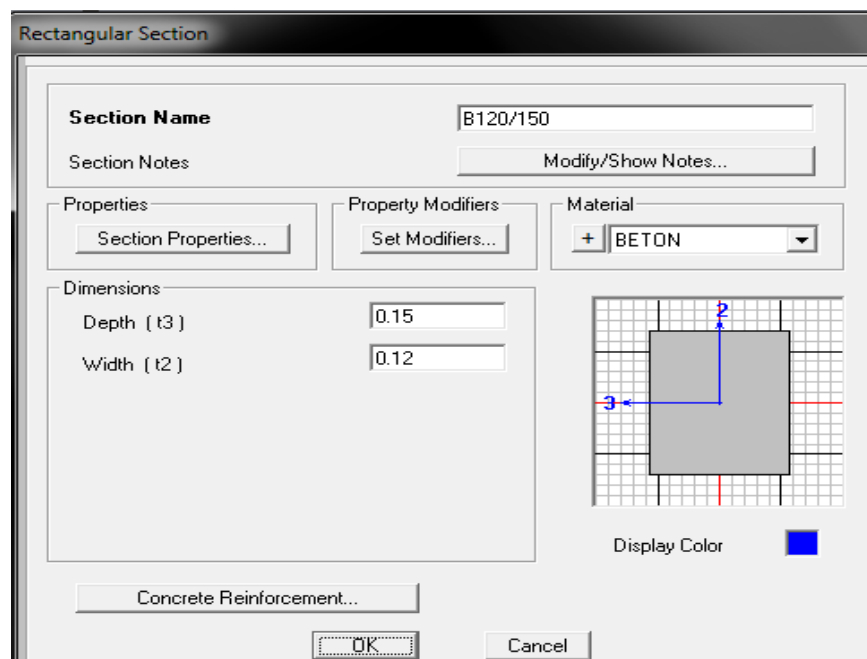 Rectangular Section
Section Name B120/150
Section Notes Modify/Show Notes...
Properties Property Modifiers Material
Section Properties... Set Modifiers... + BETON
Dimensions
Depth ( t3 ) 0.15
Width ( t2 ) 0.12
2
3
Display Color
Concrete Reinforcement...
OK Cancel